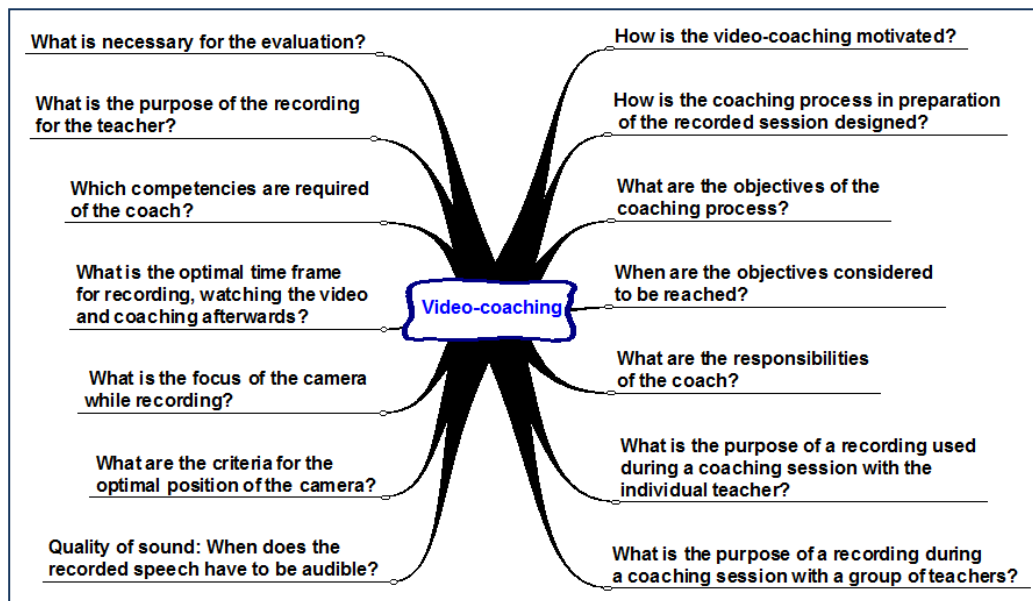 What is necessary for the evaluation?
What is the purpose of the recording
for the teacher?
Which competencies are required
of the coach?
What is the optimal time frame
for recording, watching the video
and coaching afterwards?
What is the focus of the camera
while recording?
What are the criteria for the
optimal position of the camera?
Quality of sound: When does the
recorded speech have to be audible?
Video-coaching
How is the video-coaching motivated?
How is the coaching process in preparation
of the recorded session designed?
What are the objectives of the
coaching process?
When are the objectives considered
to be reached?
What are the responsibilities
of the coach?
What is the purpose of a recording used
during a coaching session with the
individual teacher?
What is the purpose of a recording during
a coaching session with a group of teachers?